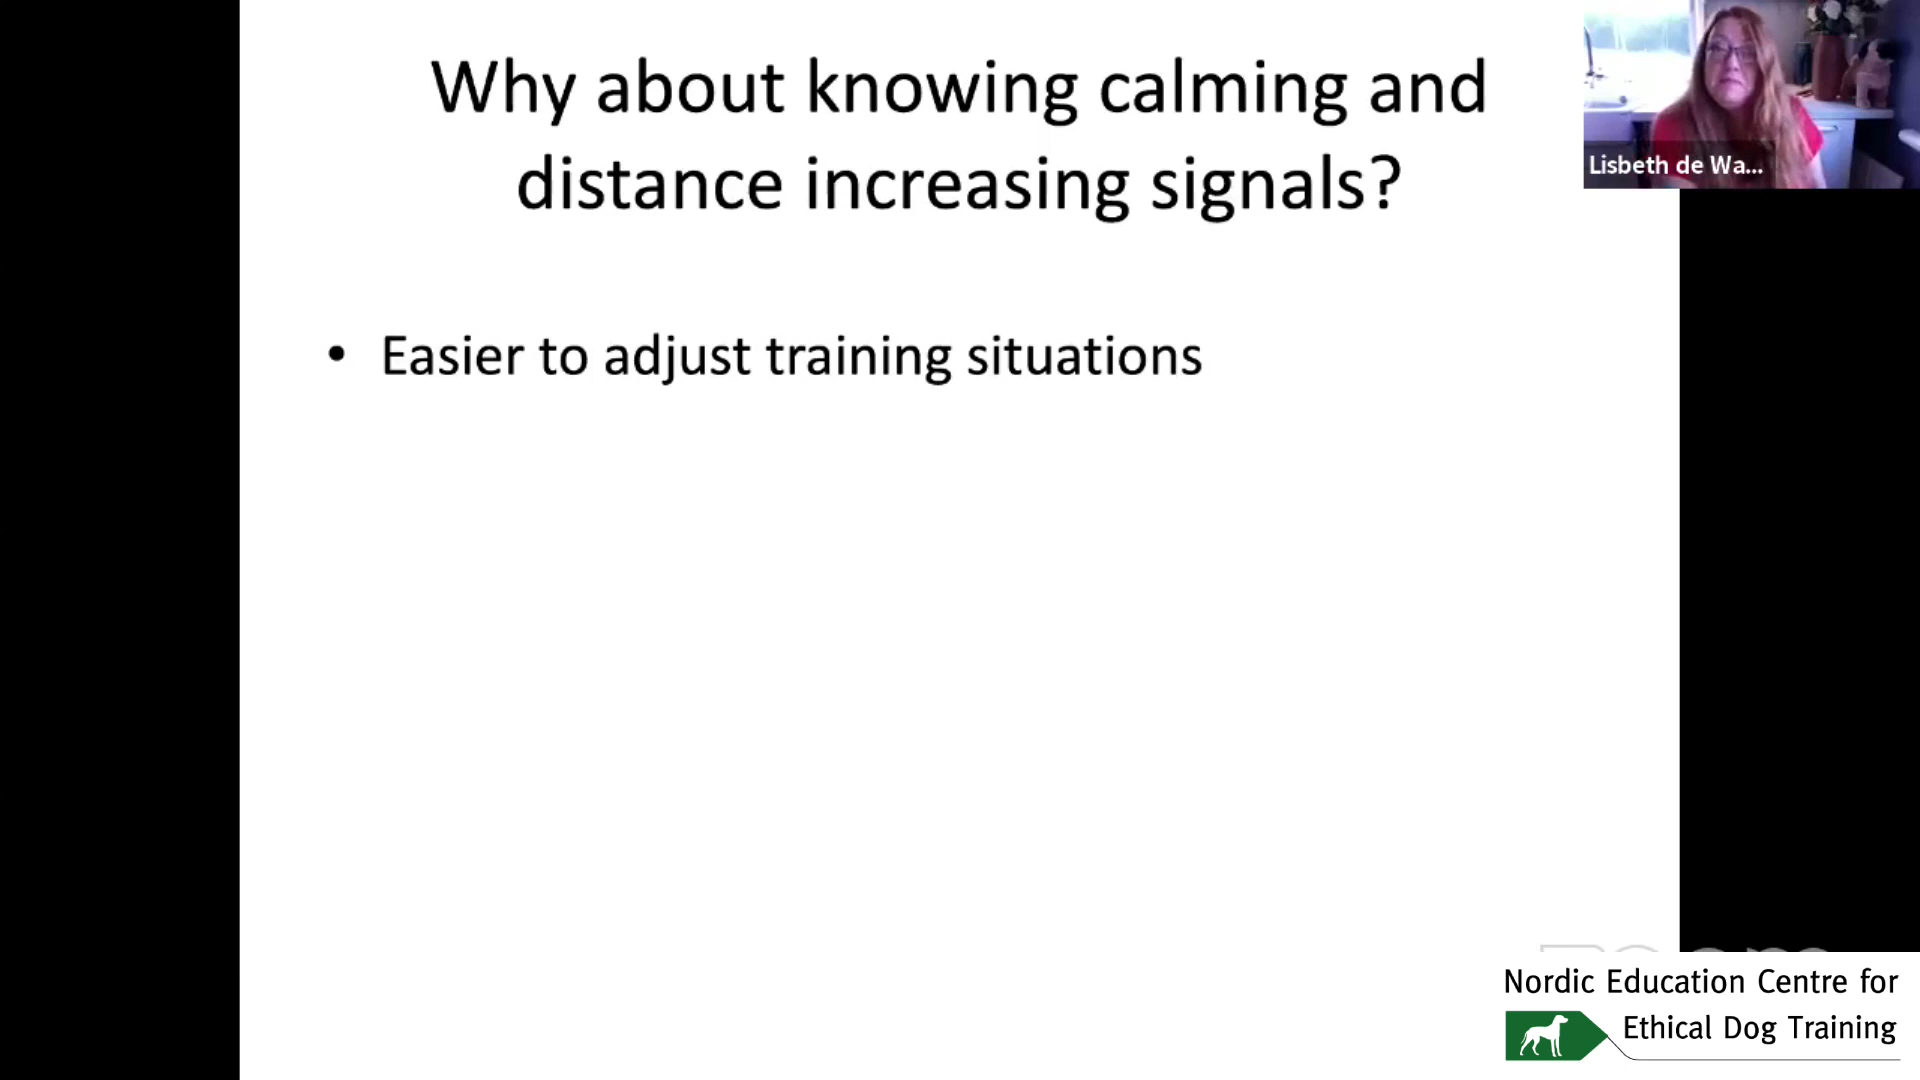 Why about knowing calming and
distance increasing signals?
Lisbeth de Wa...
• Easier to adjust training situations
Nordic Education Centre for
Ethical Dog Training